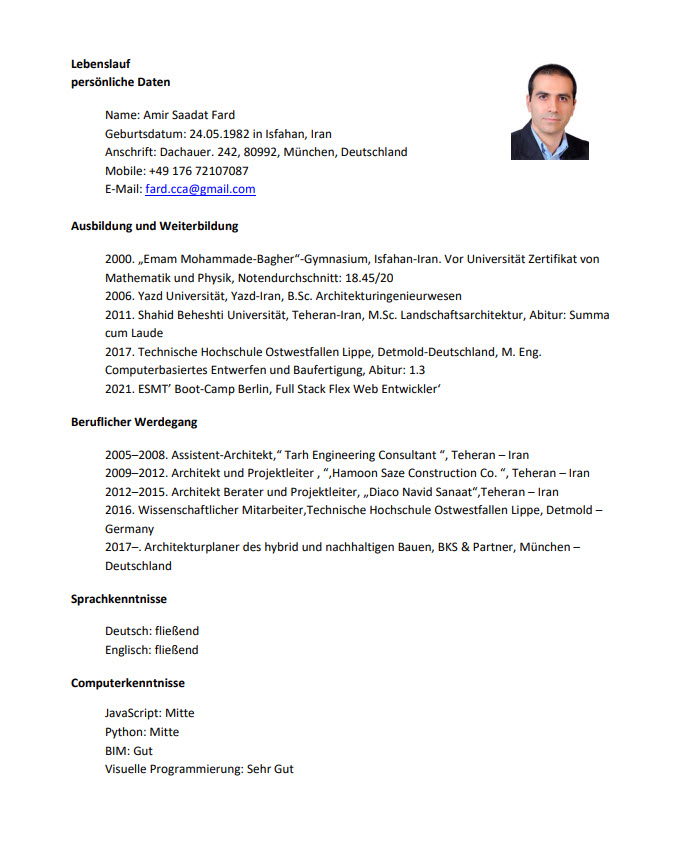 Lebenslauf
persönliche Daten
Name: Amir Saadat Fard
Geburtsdatum: 24.05.1982 in Isfahan, Iran
Anschrift: Dachauer. 242, 80992, München, Deutschland
Mobile: +49 176 72107087
E-Mail: fard.cca@gmail.com
Ausbildung und Weiterbildung
2000. „Emam Mohammade-Bagher“-Gymnasium, Isfahan-Iran. Vor Universität Zertifikat von
Mathematik und Physik, Notendurchschnitt: 18.45/20
2006. Yazd Universität, Yazd-Iran, B.Sc. Architekturingenieurwesen
2011. Shahid Beheshti Universität, Teheran-Iran, M.Sc. Landschaftsarchitektur, Abitur: Summa
cum Laude
2017. Technische Hochschule Ostwestfallen Lippe, Detmold-Deutschland, M. Eng.
Computerbasiertes Entwerfen und Baufertigung, Abitur: 1.3
2021. ESMT’ Boot-Camp Berlin, Full Stack Flex Web Entwickler‘
Beruflicher Werdegang
2005–2008. Assistent-Architekt,“ Tarh Engineering Consultant “, Teheran – Iran
2009–2012. Architekt und Projektleiter , “,Hamoon Saze Construction Co. “, Teheran – Iran
2012–2015. Architekt Berater und Projektleiter, „Diaco Navid Sanaat“,Teheran – Iran
2016. Wissenschaftlicher Mitarbeiter,Technische Hochschule Ostwestfallen Lippe, Detmold –
Germany
2017–. Architekturplaner des hybrid und nachhaltigen Bauen, BKS & Partner, München –
Deutschland
Sprachkenntnisse
Deutsch: fließend
Englisch: fließend
Computerkenntnisse
JavaScript: Mitte
Python: Mitte
BIM: Gut
Visuelle Programmierung: Sehr Gut